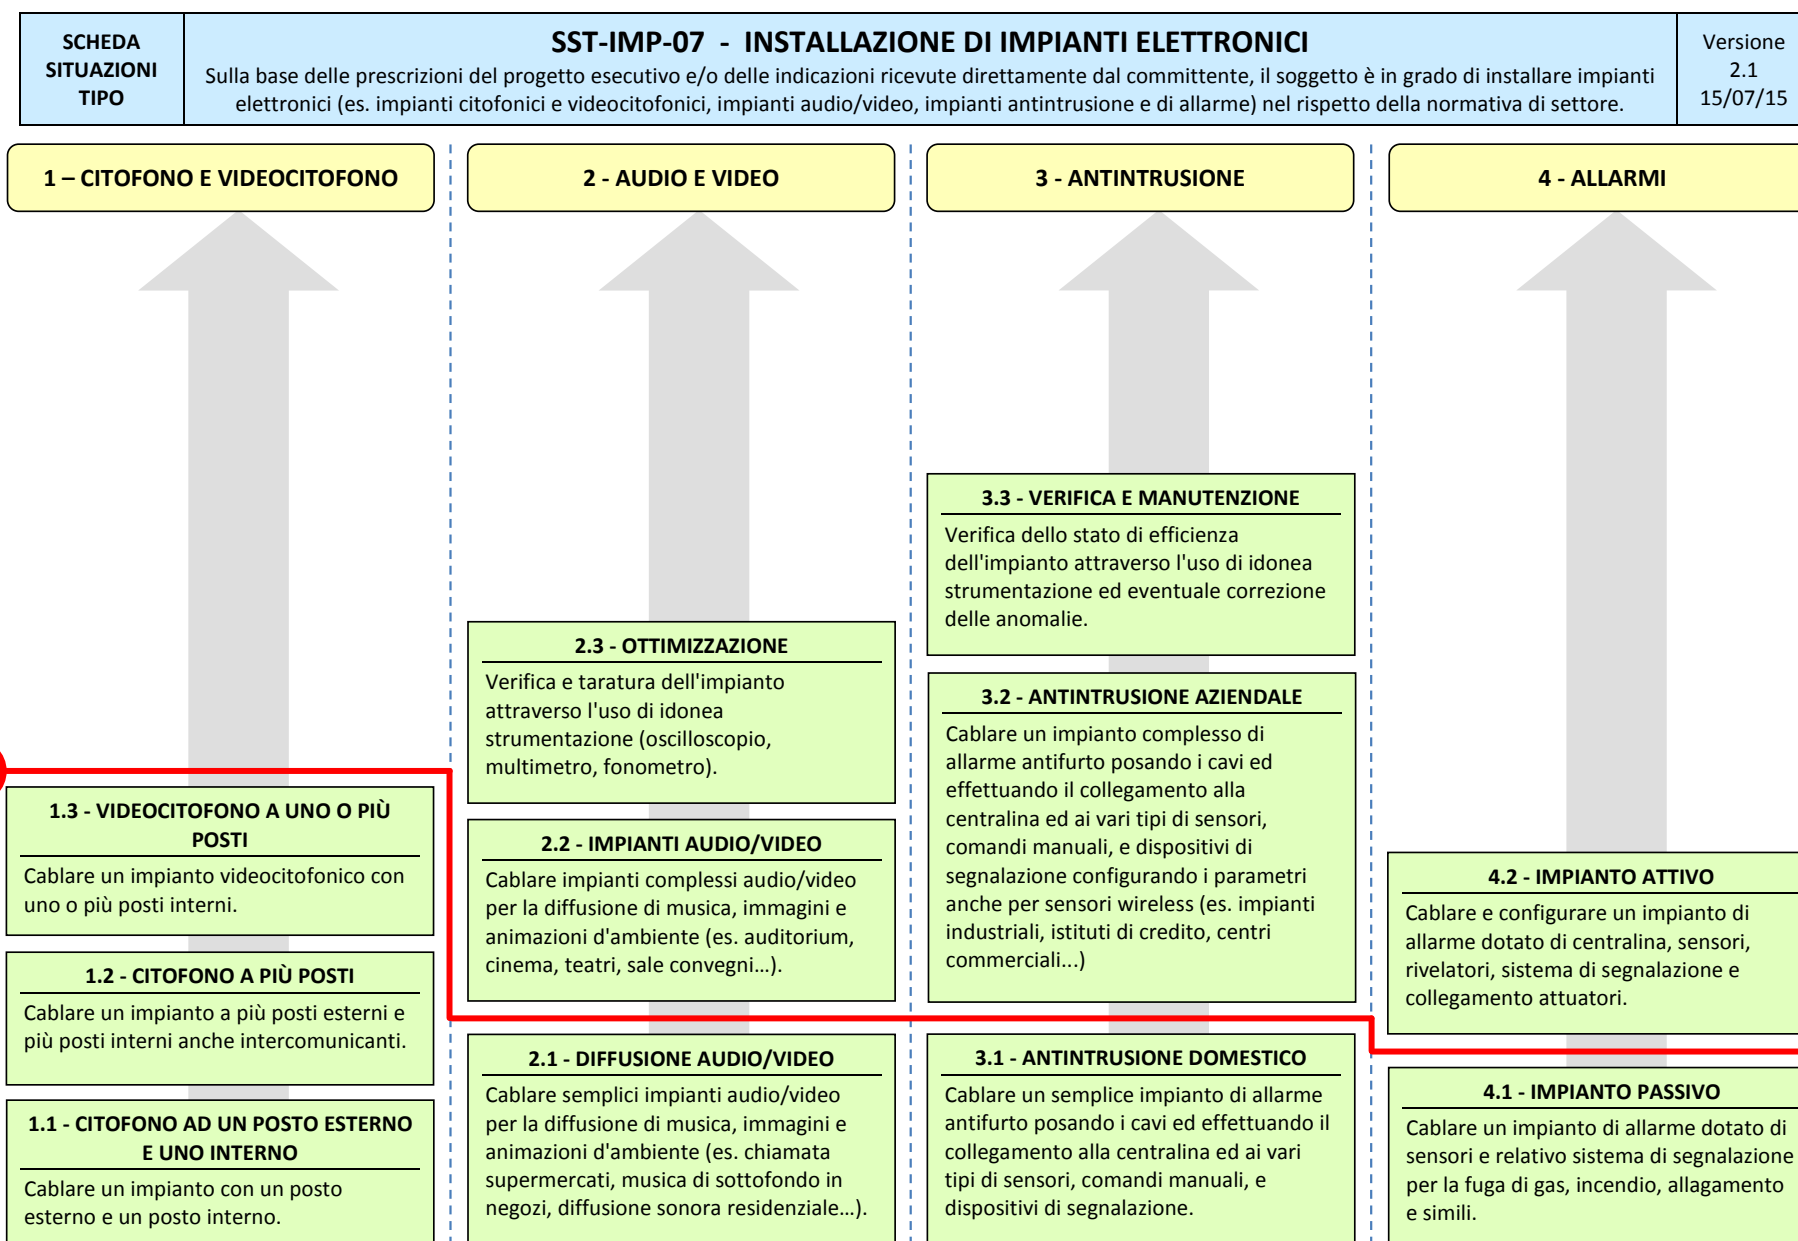 SCHEDA
SITUAZIONI
TIPO
SST-IMP-07 - INSTALLAZIONE DI IMPIANTI ELETTRONICI
Sulla base delle prescrizioni del progetto esecutivo e/o delle indicazioni ricevute direttamente dal committente, il soggetto è in grado di installare impianti
elettronici (es. impianti citofonici e videocitofonici, impianti audio/video, impianti antintrusione e di allarme) nel rispetto della normativa di settore.
Versione
2.1
15/07/15
1 – CITOFONO E VIDEOCITOFONO
1.3 - VIDEOCITOFONO A UNO O PIÙ
POSTI
Cablare un impianto videocitofonico con
uno o più posti interni.
1.2 - CITOFONO A PIÙ POSTI
Cablare un impianto a più posti esterni e
più posti interni anche intercomunicanti.
1.1 - CITOFONO AD UN POSTO ESTERNO
E UNO INTERNO
Cablare un impianto con un posto
esterno e un posto interno.
2 - AUDIO E VIDEO
2.3 - OTTIMIZZAZIONE
Verifica e taratura dell'impianto
attraverso l'uso di idonea
strumentazione (oscilloscopio,
multimetro, fonometro).
2.2 - IMPIANTI AUDIO/VIDEO
Cablare impianti complessi audio/video
per la diffusione di musica, immagini e
animazioni d'ambiente (es. auditorium,
cinema, teatri, sale convegni…).
2.1 - DIFFUSIONE AUDIO/VIDEO
Cablare semplici impianti audio/video
per la diffusione di musica, immagini e
animazioni d'ambiente (es. chiamata
supermercati, musica di sottofondo in
negozi, diffusione sonora residenziale…).
3 - ANTINTRUSIONE
3.3 - VERIFICA E MANUTENZIONE
Verifica dello stato di efficienza
dell'impianto attraverso l'uso di idonea
strumentazione ed eventuale correzione
delle anomalie.
3.2 - ANTINTRUSIONE AZIENDALE
Cablare un impianto complesso di
allarme antifurto posando i cavi ed
effettuando il collegamento alla
centralina ed ai vari tipi di sensori,
comandi manuali, e dispositivi di
segnalazione configurando i parametri
anche per sensori wireless (es. impianti
industriali, istituti di credito, centri
commerciali...)
3.1 - ANTINTRUSIONE DOMESTICO
Cablare un semplice impianto di allarme
antifurto posando i cavi ed effettuando il
collegamento alla centralina ed ai vari
tipi di sensori, comandi manuali, e
dispositivi di segnalazione.
4 - ALLARMI
4.2 - IMPIANTO ATTIVO
Cablare e configurare un impianto di
allarme dotato di centralina, sensori,
rivelatori, sistema di segnalazione e
collegamento attuatori.
4.1 - IMPIANTO PASSIVO
Cablare un impianto di allarme dotato di
sensori e relativo sistema di segnalazione
per la fuga di gas, incendio, allagamento
e simili.